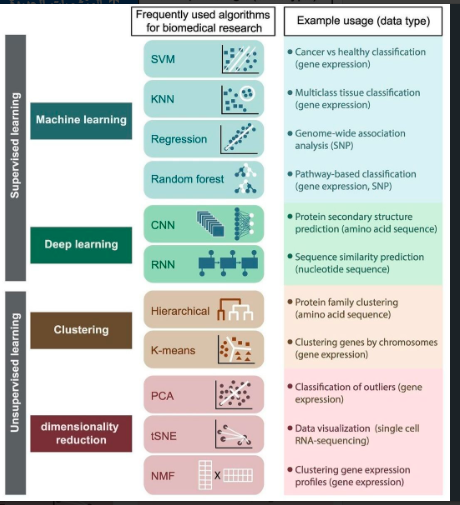 Frequently used algorithms
for biomedical research
Example usage (data type)
Supervised learning
Machine learning
SVM
• Cancer vs healthy classification
(gene expression)
KNN
• Multiclass tissue classification
(gene expression)
Regression
• Genome-wide association
analysis (SNP)
Random forest
• Pathway-based classification
(gene expression, SNP)
Deep learning
CNN
• Protein secondary structure
prediction (amino acid sequence)
RNN
• Sequence similarity prediction
(nucleotide sequence)
Unsupervised learning
Clustering
Hierarchical
• Protein family clustering
(amino acid sequence)
K-means
• Clustering genes by chromosomes
(gene expression)
dimensionality
reduction
PCA
• Classification of outliers (gene
expression)
tSNE
• Data visualization (single cell
RNA-sequencing)
NMF
X
• Clustering gene expression
profiles (gene expression)